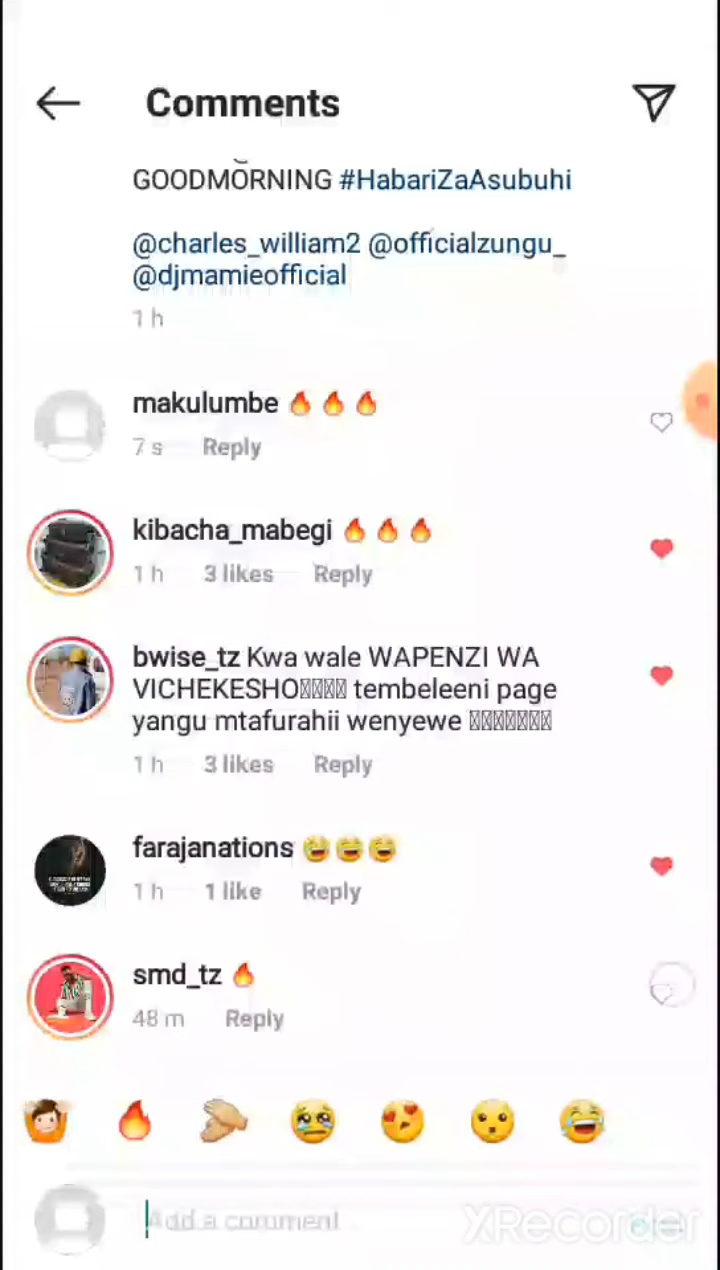 Comments
GOODMORNING #HabariZaAsubuhi
@charles_william2 @officialzungu_
@djmamieofficial
1 h
makulumbe 🔥🔥🔥
7 s Reply
kibacha_mabegi 🔥🔥🔥
1 h 3 likes Reply
bwise_tz Kwa wale WAPENZI WA
VICHEKESHO tembeleeni page
yangu mtafurahii wenyewe
1 h 3 likes Reply
farajanations 😂😂😂
1 h 1 like Reply
smd_tz 🔥
48 m Reply
Add a comment
XRecorder